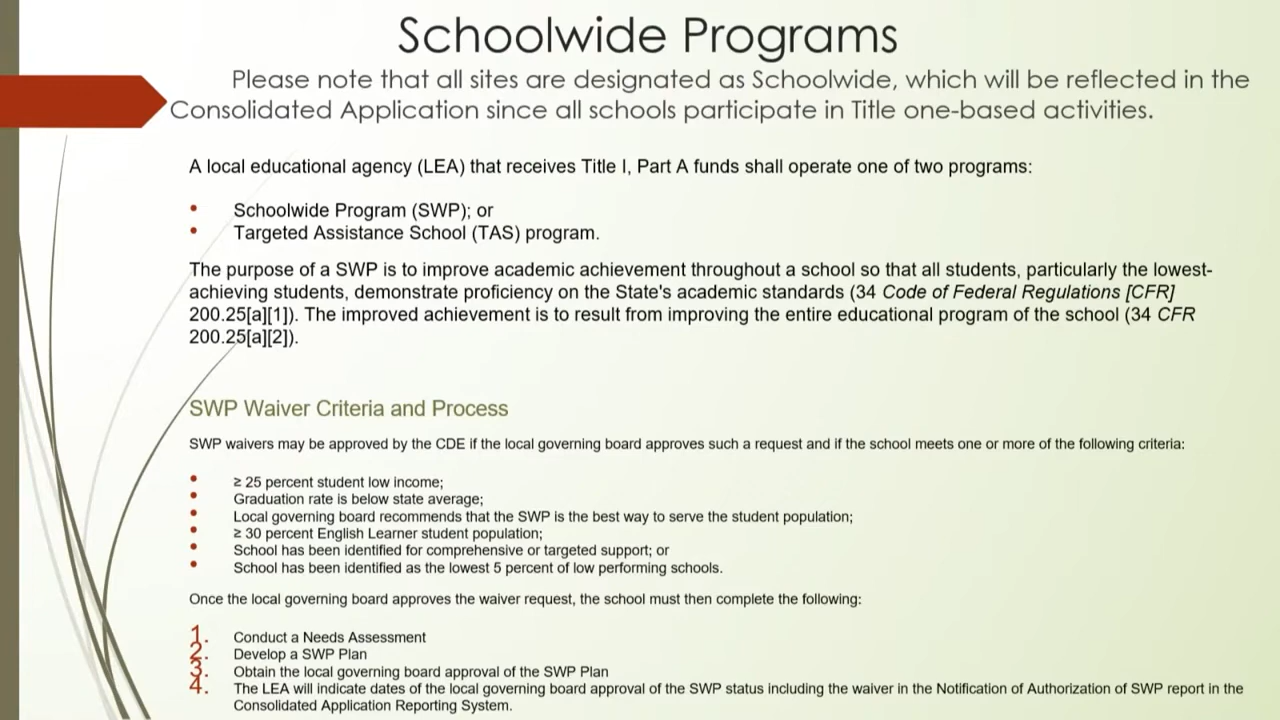 Schoolwide Programs
Please note that all sites are designated as Schoolwide, which will be reflected in the
Consolidated Application since all schools participate in Title one-based activities.
A local educational agency (LEA) that receives Title I, Part A funds shall operate one of two programs:
• Schoolwide Program (SWP); or
• Targeted Assistance School (TAS) program.
The purpose of a SWP is to improve academic achievement throughout a school so that all students, particularly the lowest-
achieving students, demonstrate proficiency on the State's academic standards (34 Code of Federal Regulations [CFR]
200.25[a][1]). The improved achievement is to result from improving the entire educational program of the school (34 CFR
200.25[a][2]).
SWP Waiver Criteria and Process
SWP waivers may be approved by the CDE if the local governing board approves such a request and if the school meets one or more of the following criteria:
• ≥ 25 percent student low income;
• Graduation rate is below state average;
• Local governing board recommends that the SWP is the best way to serve the student population;
• ≥ 30 percent English Learner student population;
• School has been identified for comprehensive or targeted support; or
• School has been identified as the lowest 5 percent of low performing schools.
Once the local governing board approves the waiver request, the school must then complete the following:
1. Conduct a Needs Assessment
2. Develop a SWP Plan
3. Obtain the local governing board approval of the SWP Plan
4. The LEA will indicate dates of the local governing board approval of the SWP status including the waiver in the Notification of Authorization of SWP report in the
Consolidated Application Reporting System.